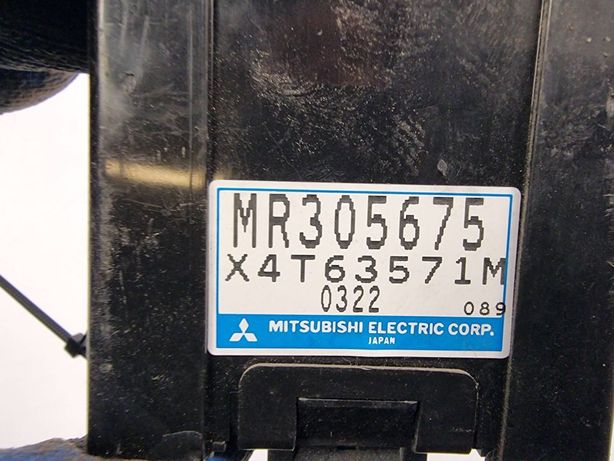 MR305675
X4T63571M
0322 089
MITSUBISHI ELECTRIC CORP.
JAPAN